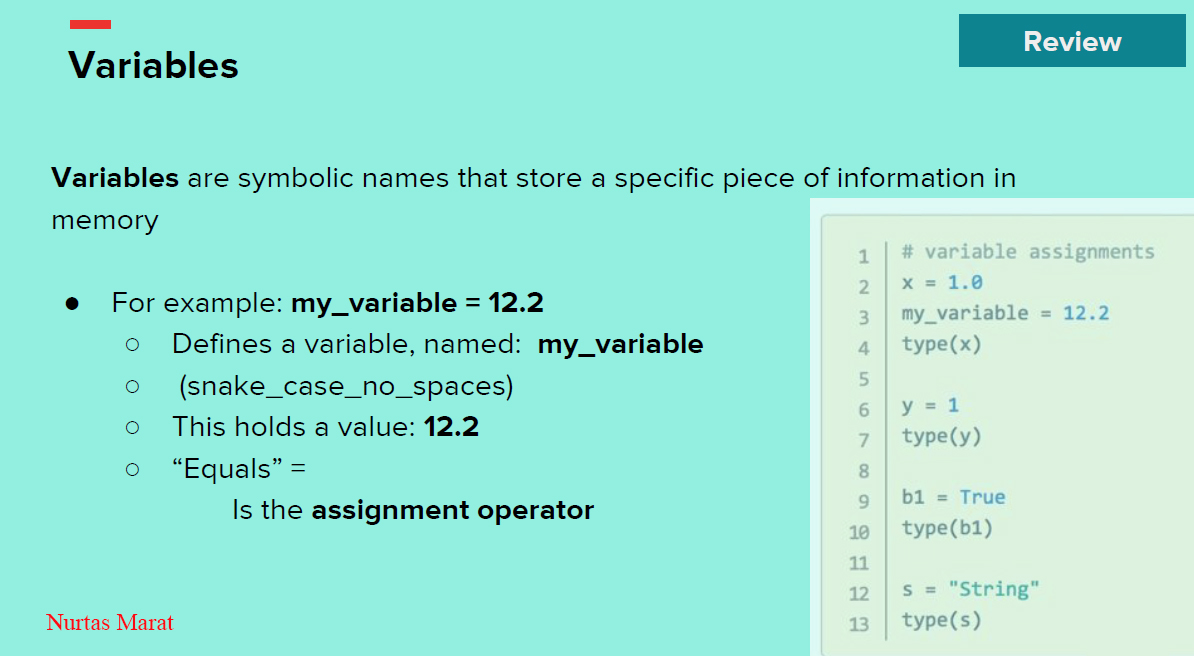 Review
Variables
Variables are symbolic names that store a specific piece of information in
memory
● For example: my_variable = 12.2
○ Defines a variable, named: my_variable
○ (snake_case_no_spaces)
○ This holds a value: 12.2
○ “Equals” =
Is the assignment operator
1 # variable assignments
2 x = 1.0
3 my_variable = 12.2
4 type(x)
5
6 y = 1
7 type(y)
8
9 b1 = True
10 type(b1)
11
12 s = "String"
13 type(s)
Nurtas Marat